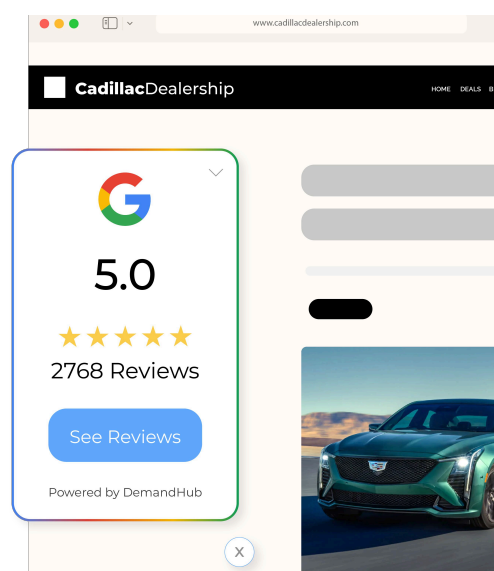 www.cadillacdealership.com
CadillacDealership
HOME DEALS B
5.0
2768 Reviews
See Reviews
Powered by DemandHub
X